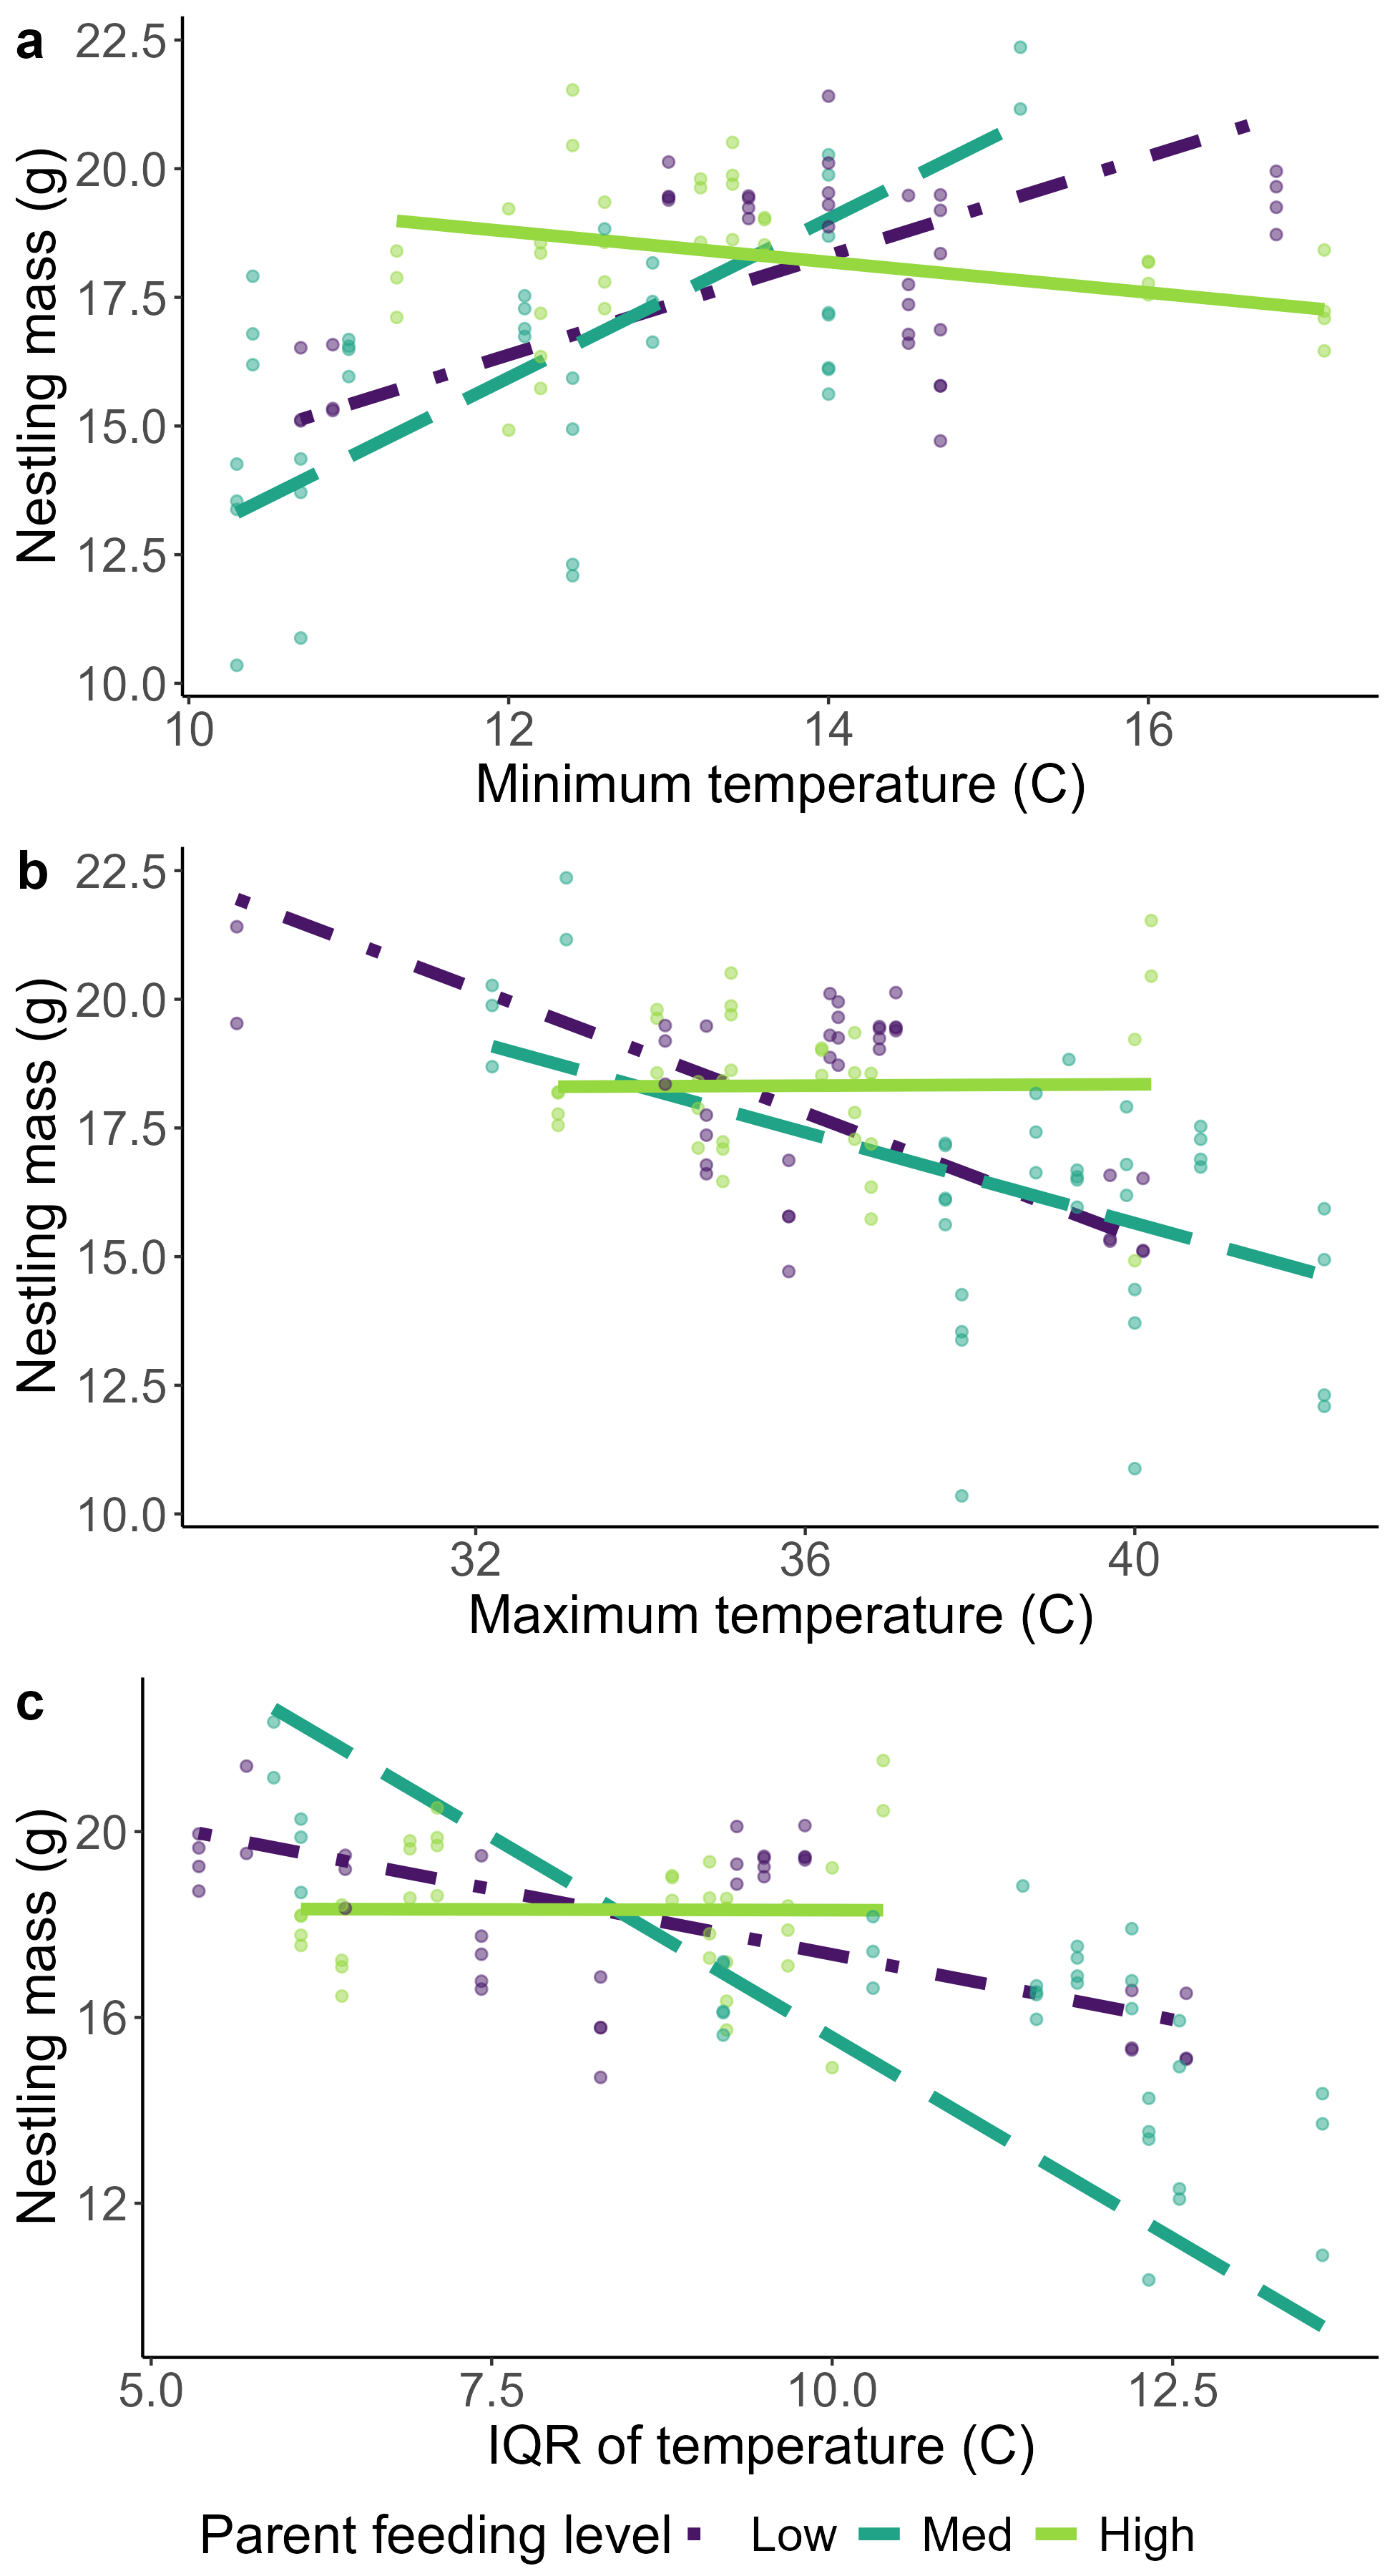 a
22.5
20.0
17.5
15.0
12.5
10.0
Nestling mass (g)
10 12 14 16
Minimum temperature (C)
b
22.5
20.0
17.5
15.0
12.5
10.0
Nestling mass (g)
32 36 40
Maximum temperature (C)
c
20
16
12
Nestling mass (g)
5.0 7.5 10.0 12.5
IQR of temperature (C)
Parent feeding level Low Med High